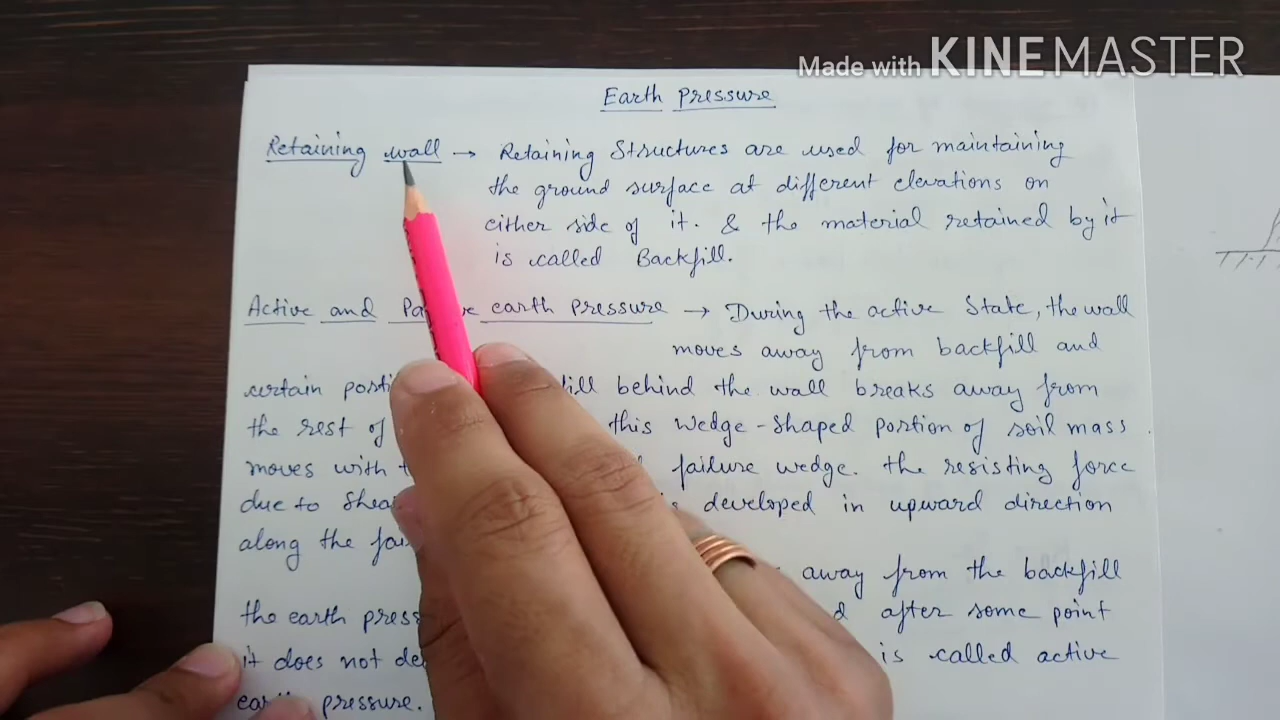 Made with KINEMASTER
Earth Pressure
Retaining wall → Retaining Structures are used for maintaining
the ground surface at different elevations on
either side of it. & the material retained by it
is called Backfill.
Active and earth Pressure → During the active State, the wall
moves away from backfill and
certain behind the wall breaks away from
the rest of this wedge-shaped portion of soil mass
moves with failure wedge. the resisting force
due to developed in upward direction
along the
away from the backfill
the earth after some point
it does not is called active
pressure.